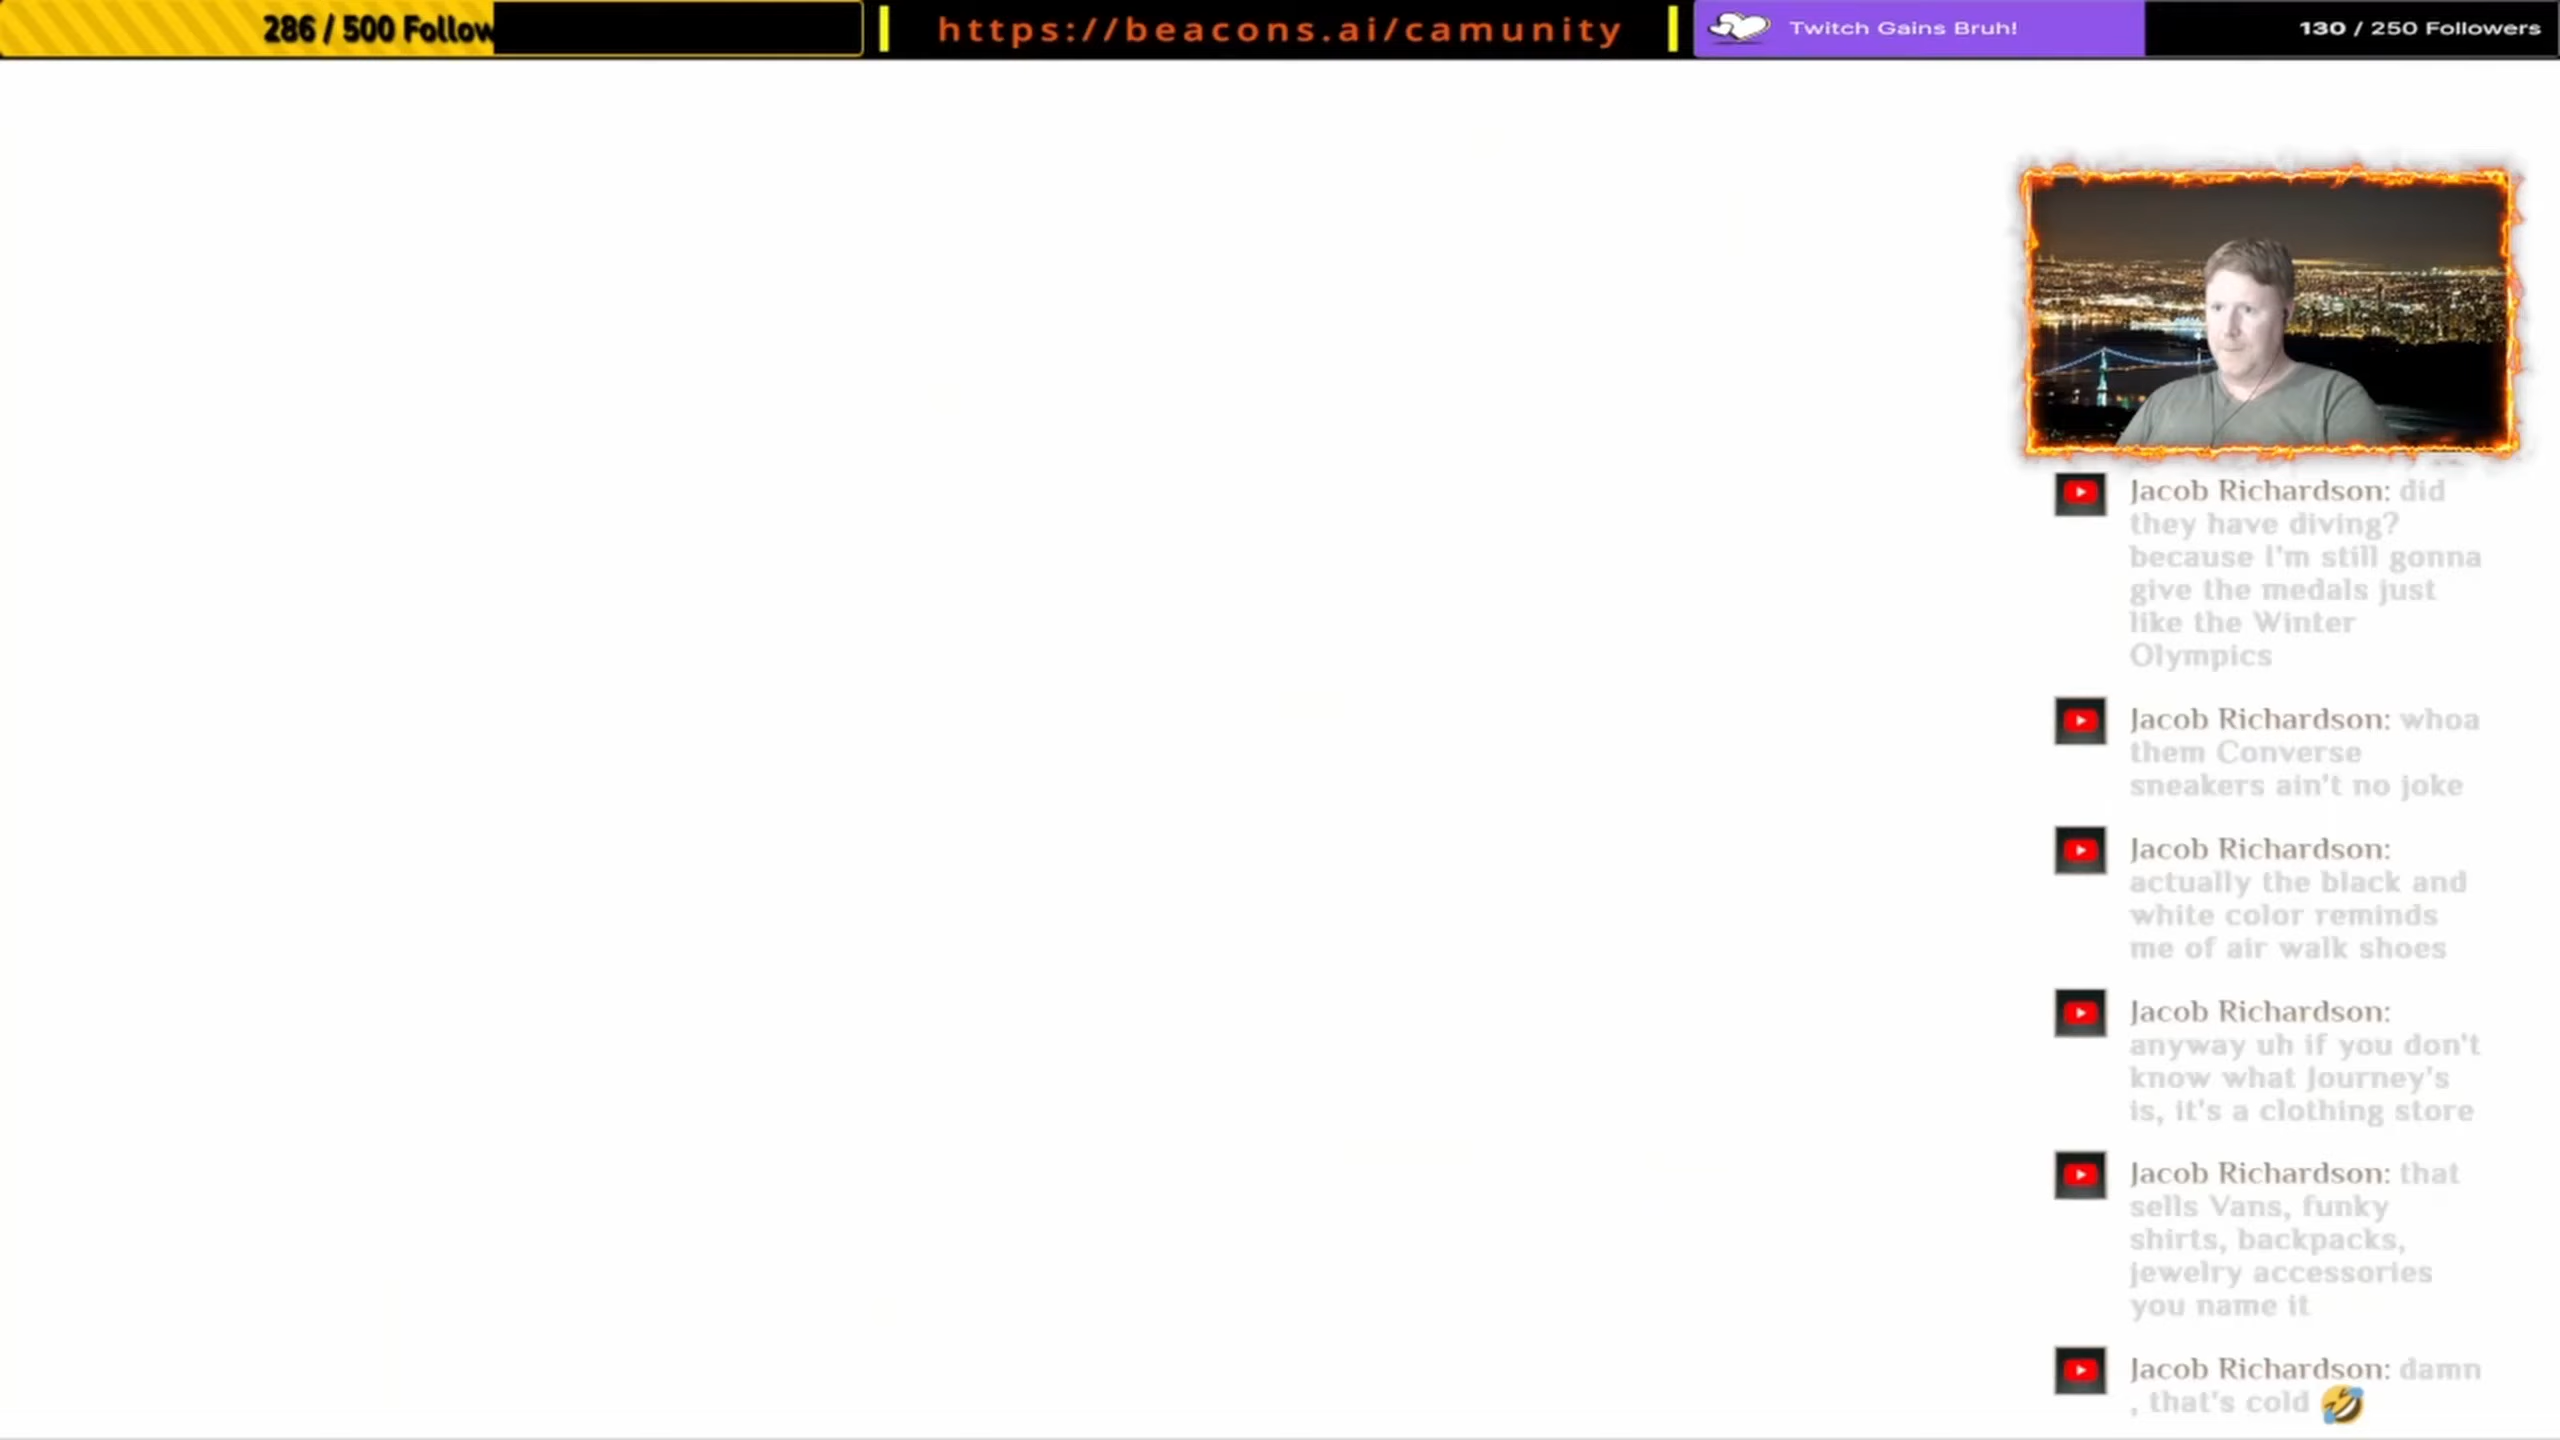 286 / 500 Follow
https://beacons.ai/camunity
Twitch Gains Bruh!
130 / 250 Followers
Jacob Richardson: did
they have diving?
because I'm still gonna
give the medals just
like the Winter
Olympics
Jacob Richardson: whoa
them Converse
sneakers ain't no joke
Jacob Richardson:
actually the black and
white color reminds
me of air walk shoes
Jacob Richardson:
anyway uh if you don't
know what Journey's
is, it's a clothing store
Jacob Richardson: that
sells Vans, funky
shirts, backpacks,
jewelry accessories
you name it
Jacob Richardson: damn
, that's cold 🤣